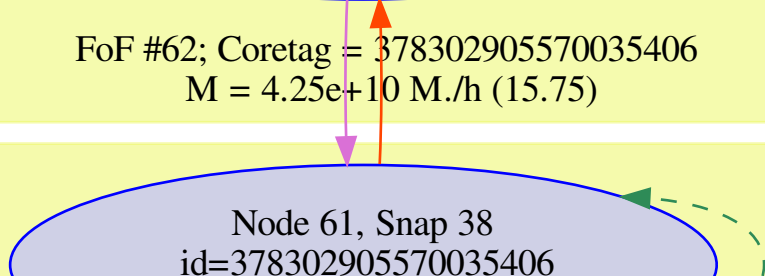 FoF #62; Coretag = 378302905570035406
M = 4.25e+10 M./h (15.75)
Node 61, Snap 38
id=378302905570035406